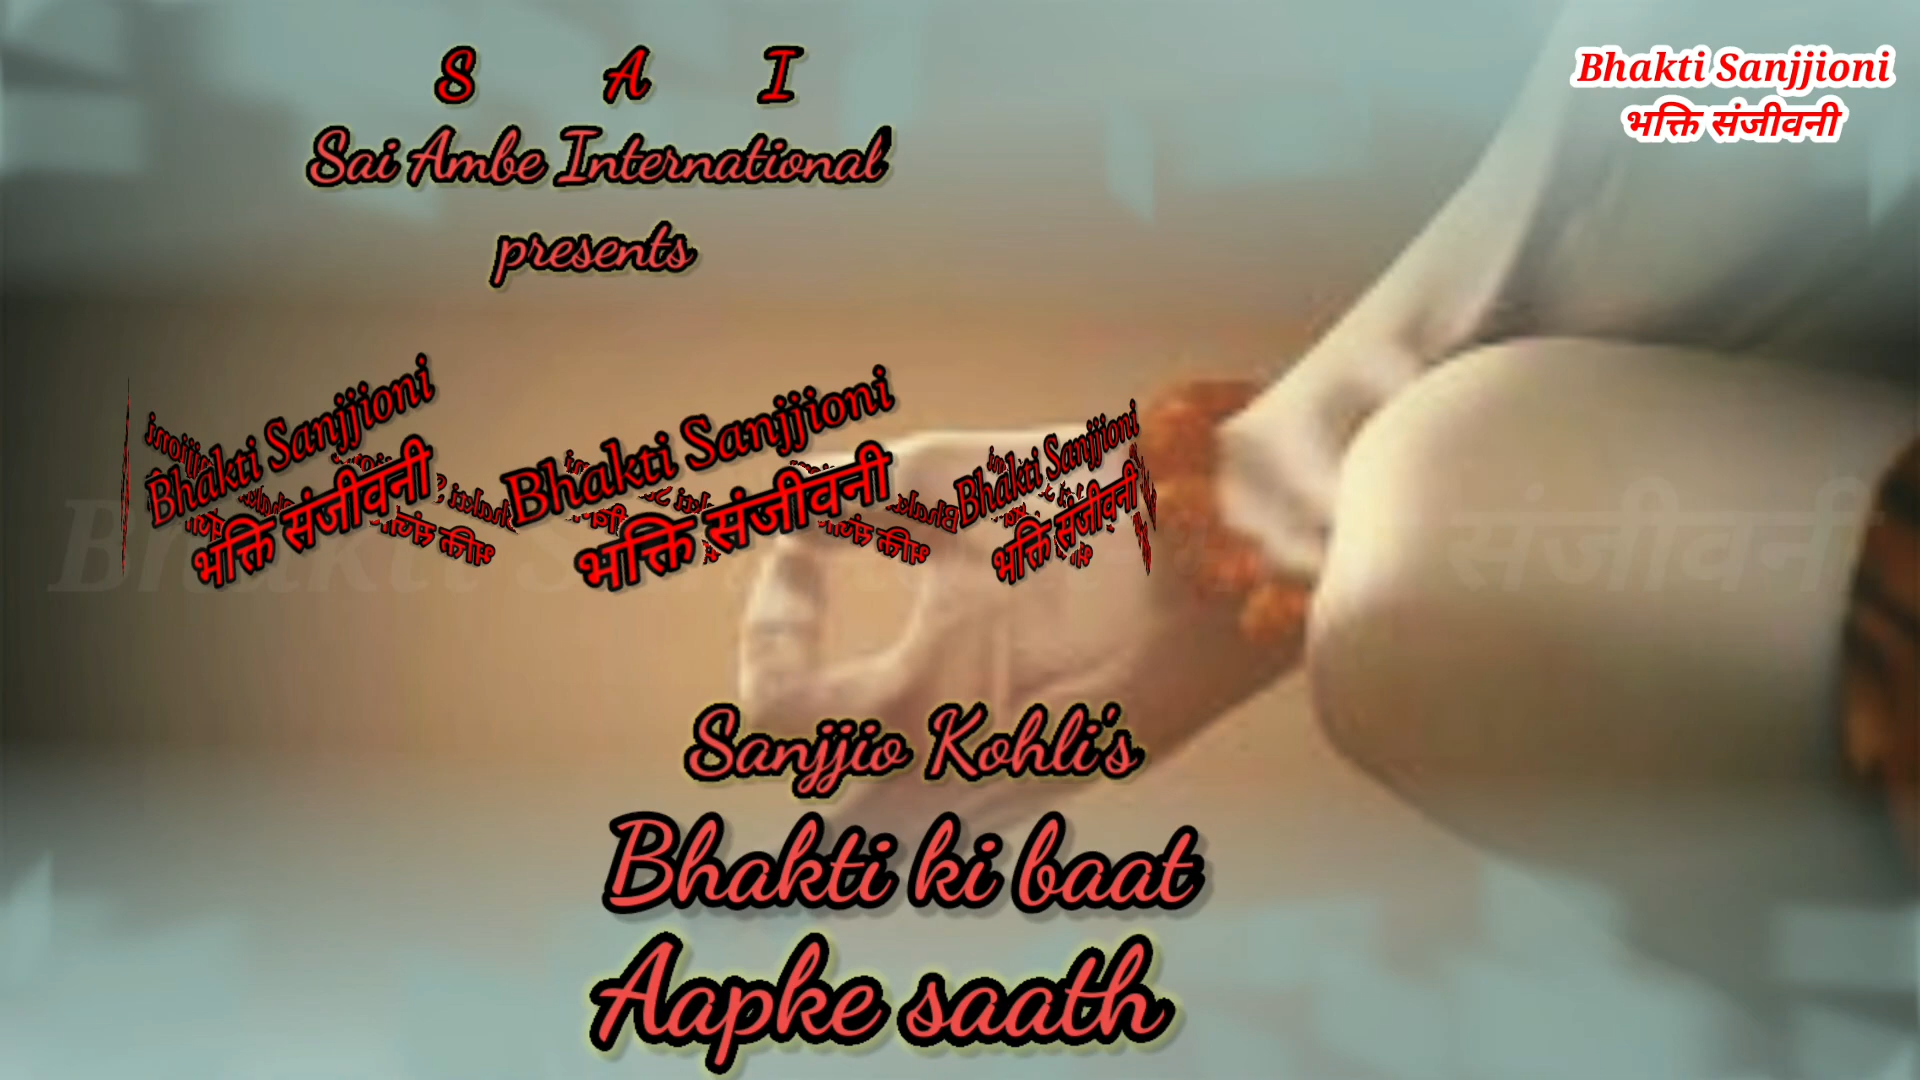 S A I
Sai Ambe International
presents
Bhakti Sanjjioni
भक्ति संजीवनी
Bhakti Sanjjioni
भक्ति संजीवनी
Bhakti Sanjjioni
भक्ति संजीवनी
Bhakti Sanjjioni
भक्ति संजीवनी
Sanjjio Kohli's
Bhakti ki baat
Aapke saath